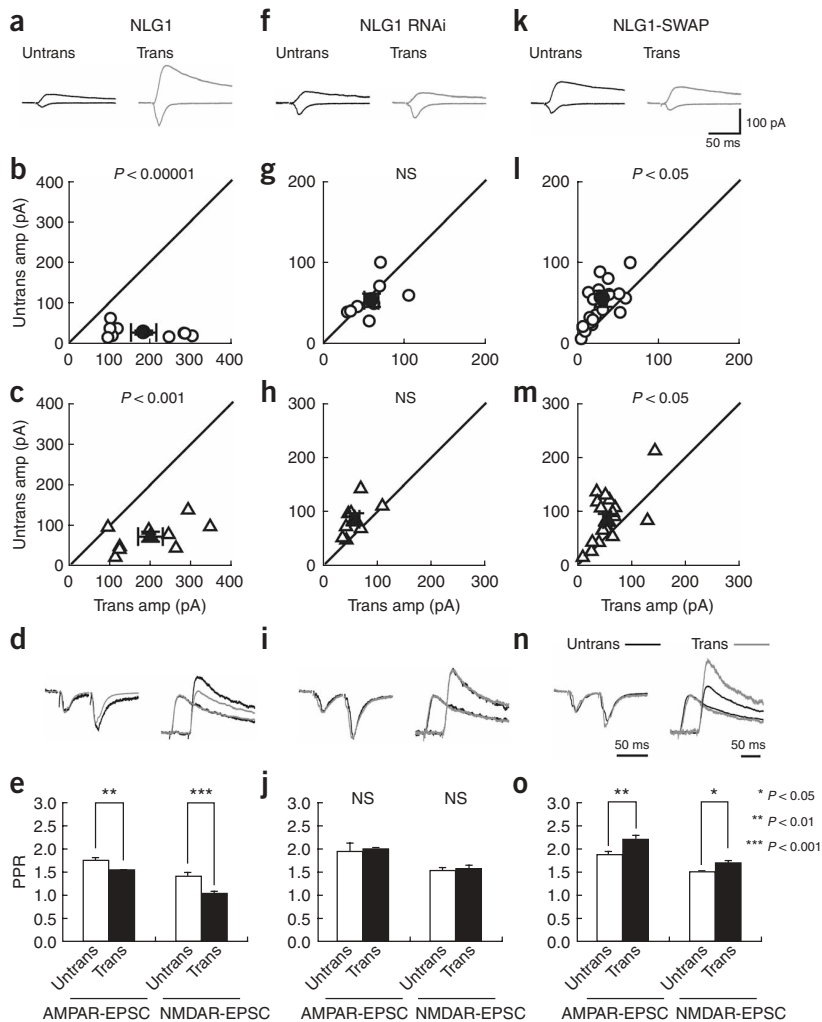 a NLG1
Untrans Trans
f NLG1 RNAi
Untrans Trans
k NLG1-SWAP
Untrans Trans
100 pA
50 ms
b P < 0.00001
400
300
200
100
0
Untrans amp (pA)
0 100 200 300 400
g NS
200
100
0
0 100 200
l P < 0.05
200
100
0
0 100 200
c P < 0.001
400
300
200
100
0
Untrans amp (pA)
0 100 200 300 400
Trans amp (pA)
h NS
300
200
100
0
0 100 200 300
Trans amp (pA)
m P < 0.05
300
200
100
0
0 100 200 300
Trans amp (pA)
d
i
n Untrans Trans
50 ms 50 ms
e
** ***
3.0
2.5
2.0
1.5
1.0
0.5
0.0
PPR
Untrans Trans Untrans Trans
AMPAR-EPSC NMDAR-EPSC
j
NS NS
3.0
2.5
2.0
1.5
1.0
0.5
0.0
Untrans Trans Untrans Trans
AMPAR-EPSC NMDAR-EPSC
o
** *
3.0
2.5
2.0
1.5
1.0
0.5
0.0
Untrans Trans Untrans Trans
AMPAR-EPSC NMDAR-EPSC
* P < 0.05
** P < 0.01
*** P < 0.001